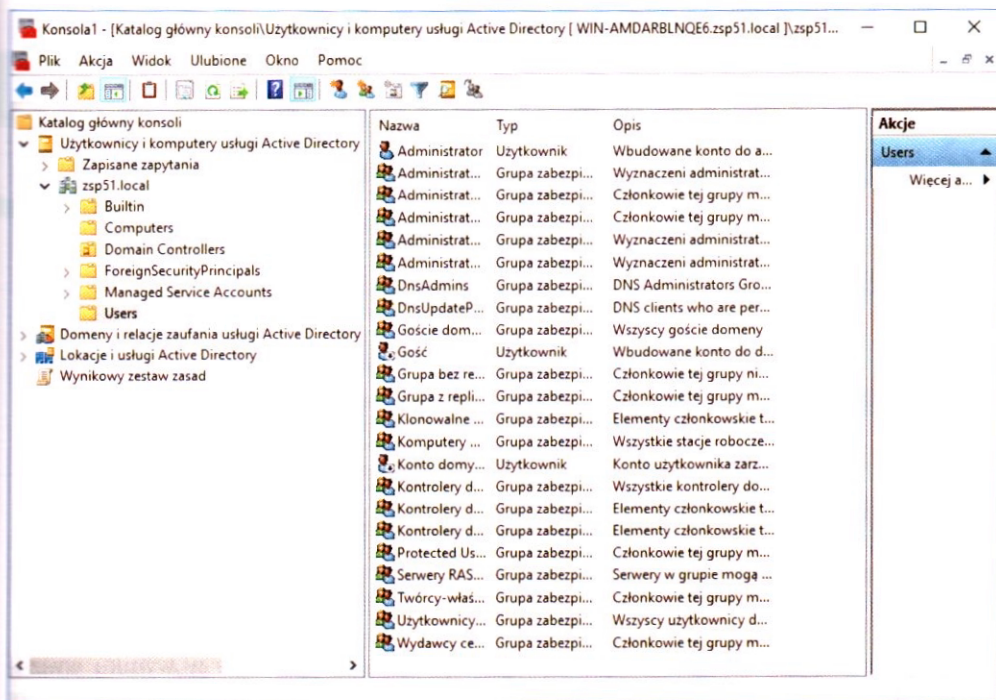 Konsola1 - [Katalog główny konsoli\Użytkownicy i komputery usługi Active Directory [ WIN-AMDARBLNQE6.zsp51.local ]\zsp51...
Plik Akcja Widok Ulubione Okno Pomoc
Katalog główny konsoli
Użytkownicy i komputery usługi Active Directory
Zapisane zapytania
zsp51.local
Builtin
Computers
Domain Controllers
ForeignSecurityPrincipals
Managed Service Accounts
Users
Domeny i relacje zaufania usługi Active Directory
Lokacje i usługi Active Directory
Wynikowy zestaw zasad
Nazwa Typ Opis
Administrator Użytkownik Wbudowane konto do a...
Administrat... Grupa zabezpi... Wyznaczeni administrat...
Administrat... Grupa zabezpi... Członkowie tej grupy m...
Administrat... Grupa zabezpi... Członkowie tej grupy m...
Administrat... Grupa zabezpi... Wyznaczeni administrat...
Administrat... Grupa zabezpi... Wyznaczeni administrat...
DnsAdmins Grupa zabezpi... DNS Administrators Gro...
DnsUpdateP... Grupa zabezpi... DNS clients who are per...
Goście dom... Grupa zabezpi... Wszyscy goście domeny
Gość Użytkownik Wbudowane konto do d...
Grupa bez re... Grupa zabezpi... Członkowie tej grupy ni...
Grupa z repli... Grupa zabezpi... Członkowie tej grupy m...
Klonowalne ... Grupa zabezpi... Elementy członkowskie t...
Komputery ... Grupa zabezpi... Wszystkie stacje robocze...
Konto domy... Użytkownik Konto użytkownika zarz...
Kontrolery d... Grupa zabezpi... Wszystkie kontrolery do...
Kontrolery d... Grupa zabezpi... Elementy członkowskie t...
Kontrolery d... Grupa zabezpi... Elementy członkowskie t...
Protected Us... Grupa zabezpi... Członkowie tej grupy m...
Serwery RAS... Grupa zabezpi... Serwery w grupie mogą ...
Twórcy-właś... Grupa zabezpi... Członkowie tej grupy m...
Użytkownicy... Grupa zabezpi... Wszyscy użytkownicy d...
Wydawcy ce... Grupa zabezpi... Członkowie tej grupy m...
Akcje
Users
Więcej a...